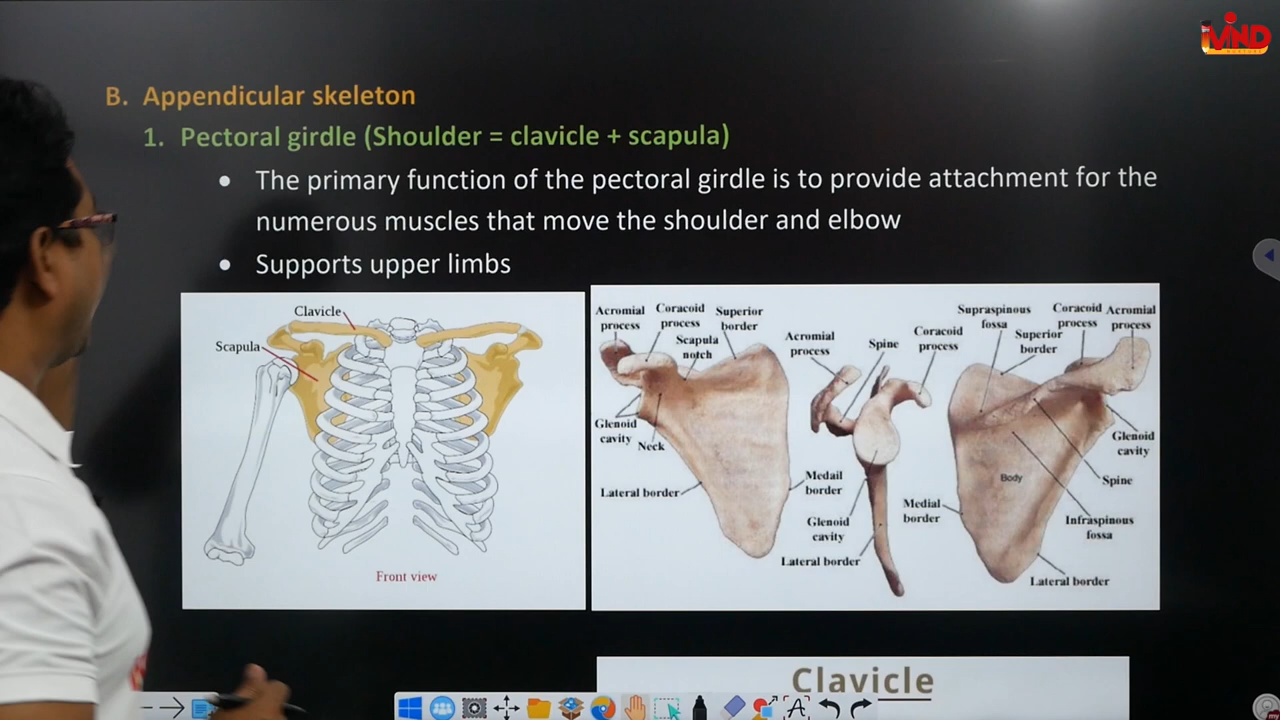 MIND
B. Appendicular skeleton
1. Pectoral girdle (Shoulder = clavicle + scapula)
• The primary function of the pectoral girdle is to provide attachment for the
numerous muscles that move the shoulder and elbow
• Supports upper limbs
Clavicle
Scapula
Front view
Acromial
process
Coracoid
process
Superior
border
Scapula
notch
Glenoid
cavity
Neck
Lateral border
Acromial
process
Spine
Coracoid
process
Medail
border
Glenoid
cavity
Lateral border
Supraspinous
fossa
Superior
border
Coracoid
process
Acromial
process
Glenoid
cavity
Spine
Body
Medial
border
Infraspinous
fossa
Lateral border
Clavicle
A